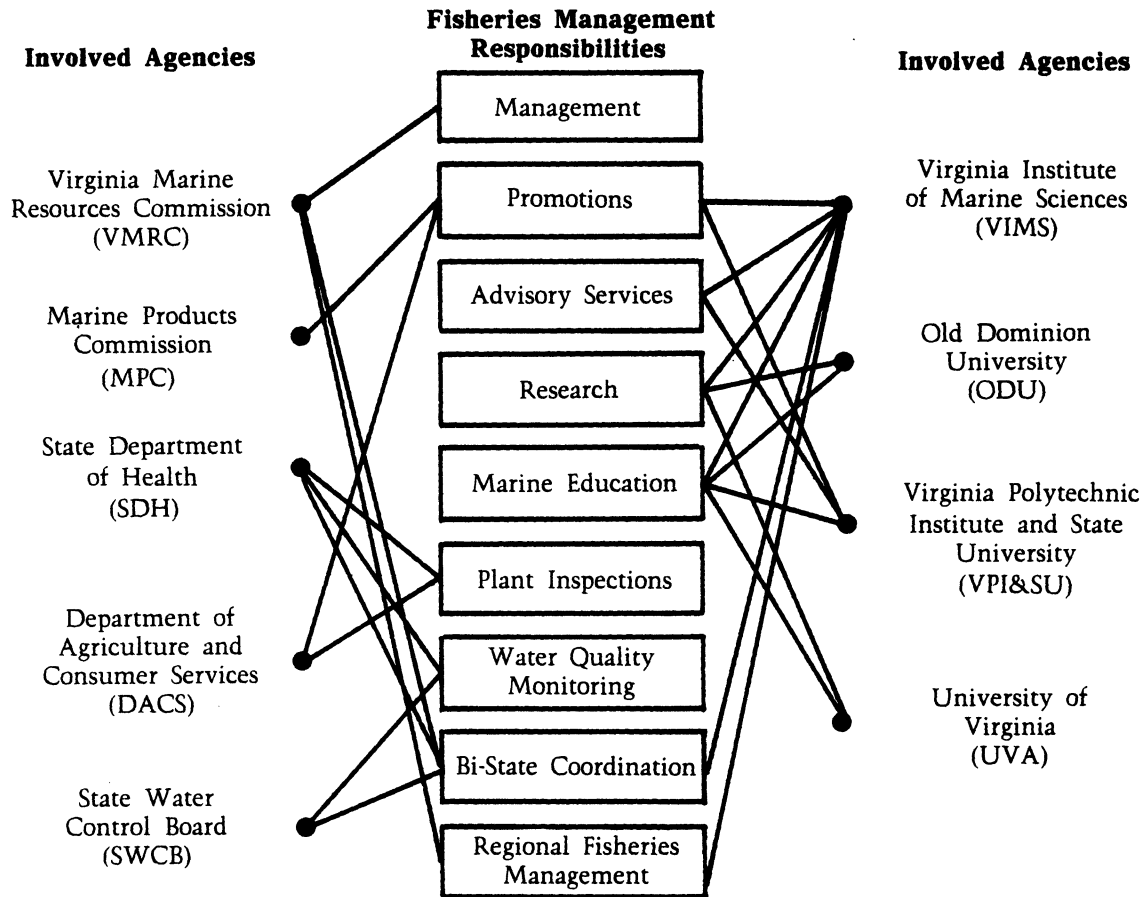 Fisheries Management
Responsibilities
Involved Agencies
Involved Agencies
Virginia Marine
Resources Commission
(VMRC)
Marine Products
Commission
(MPC)
State Department
of Health
(SDH)
Department of
Agriculture and
Consumer Services
(DACS)
State Water
Control Board
(SWCB)
Management
Promotions
Advisory Services
Research
Marine Education
Plant Inspections
Water Quality
Monitoring
Bi-State Coordination
Regional Fisheries
Management
Virginia Institute
of Marine Sciences
(VIMS)
Old Dominion
University
(ODU)
Virginia Polytechnic
Institute and State
University
(VPI&SU)
University of
Virginia
(UVA)